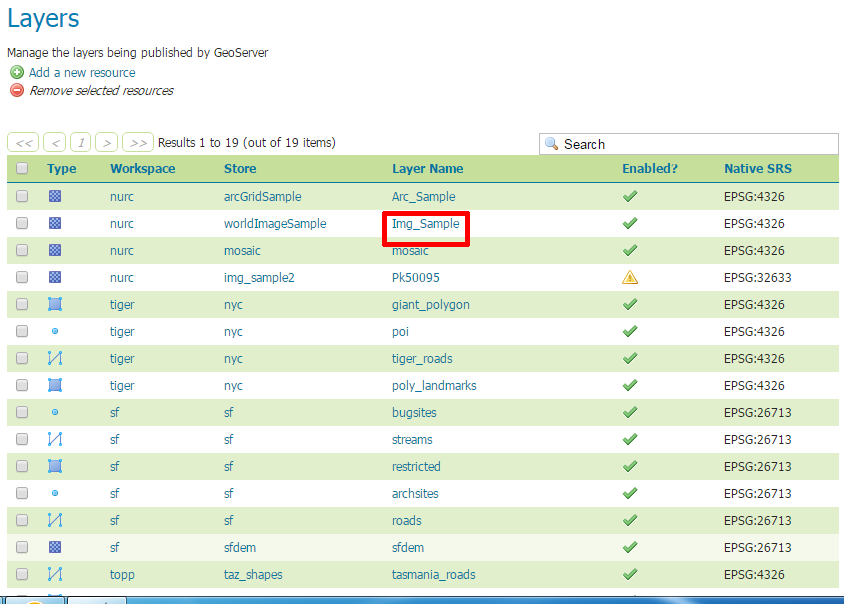 Layers
Manage the layers being published by GeoServer
Add a new resource
Remove selected resources
<< < 1 > >> Results 1 to 19 (out of 19 items) Search
Type Workspace Store Layer Name Enabled? Native SRS
nurc arcGridSample Arc_Sample EPSG:4326
nurc worldImageSample Img_Sample EPSG:4326
nurc mosaic mosaic EPSG:4326
nurc img_sample2 Pk50095 EPSG:32633
tiger nyc giant_polygon EPSG:4326
tiger nyc poi EPSG:4326
tiger nyc tiger_roads EPSG:4326
tiger nyc poly_landmarks EPSG:4326
sf sf bugsites EPSG:26713
sf sf streams EPSG:26713
sf sf restricted EPSG:26713
sf sf archsites EPSG:26713
sf sf roads EPSG:26713
sf sfdem sfdem EPSG:26713
topp taz_shapes tasmania_roads EPSG:4326